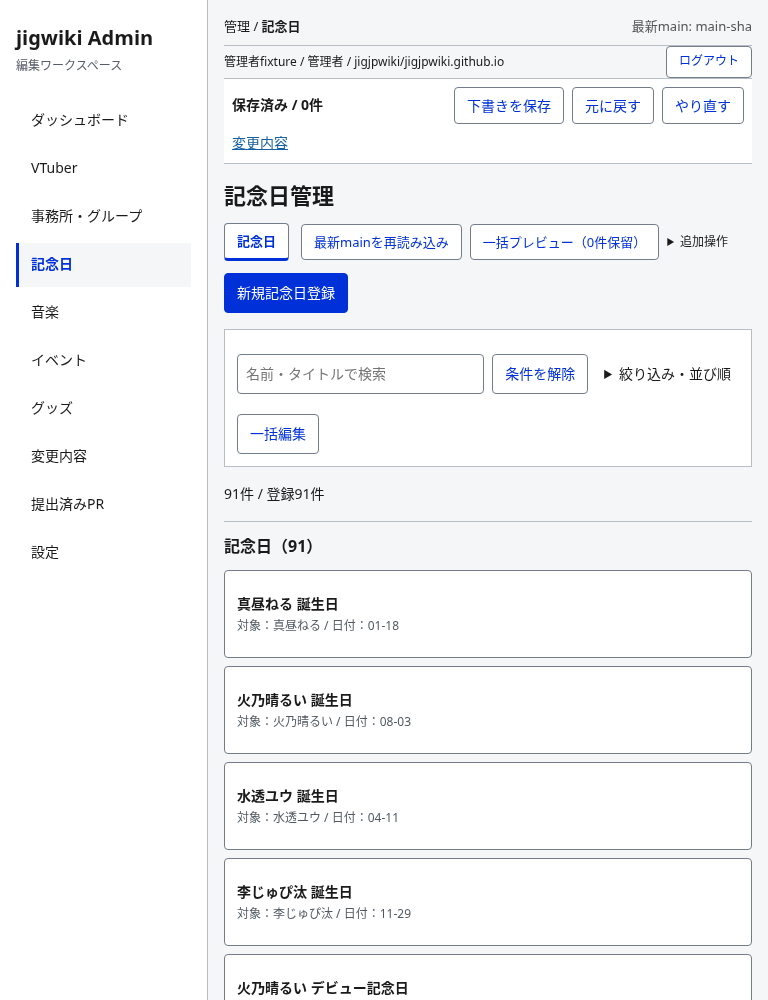 jigwiki Admin
編集ワークスペース
ダッシュボード
VTuber
事務所・グループ
記念日
音楽
イベント
グッズ
変更内容
提出済みPR
設定
管理 / 記念日
最新main: main-sha
管理者fixture / 管理者 / jigjpwiki/jigjpwiki.github.io
ログアウト
保存済み / 0件
下書きを保存
元に戻す
やり直す
変更内容
記念日管理
記念日
最新mainを再読み込み
一括プレビュー（0件保留）
▶ 追加操作
新規記念日登録
名前・タイトルで検索
条件を解除
▶ 絞り込み・並び順
一括編集
91件 / 登録91件
記念日（91）
真昼ねる 誕生日
対象：真昼ねる / 日付：01-18
火乃晴るい 誕生日
対象：火乃晴るい / 日付：08-03
水透ユウ 誕生日
対象：水透ユウ / 日付：04-11
李じゅぴ汰 誕生日
対象：李じゅぴ汰 / 日付：11-29
火乃晴るい デビュー記念日